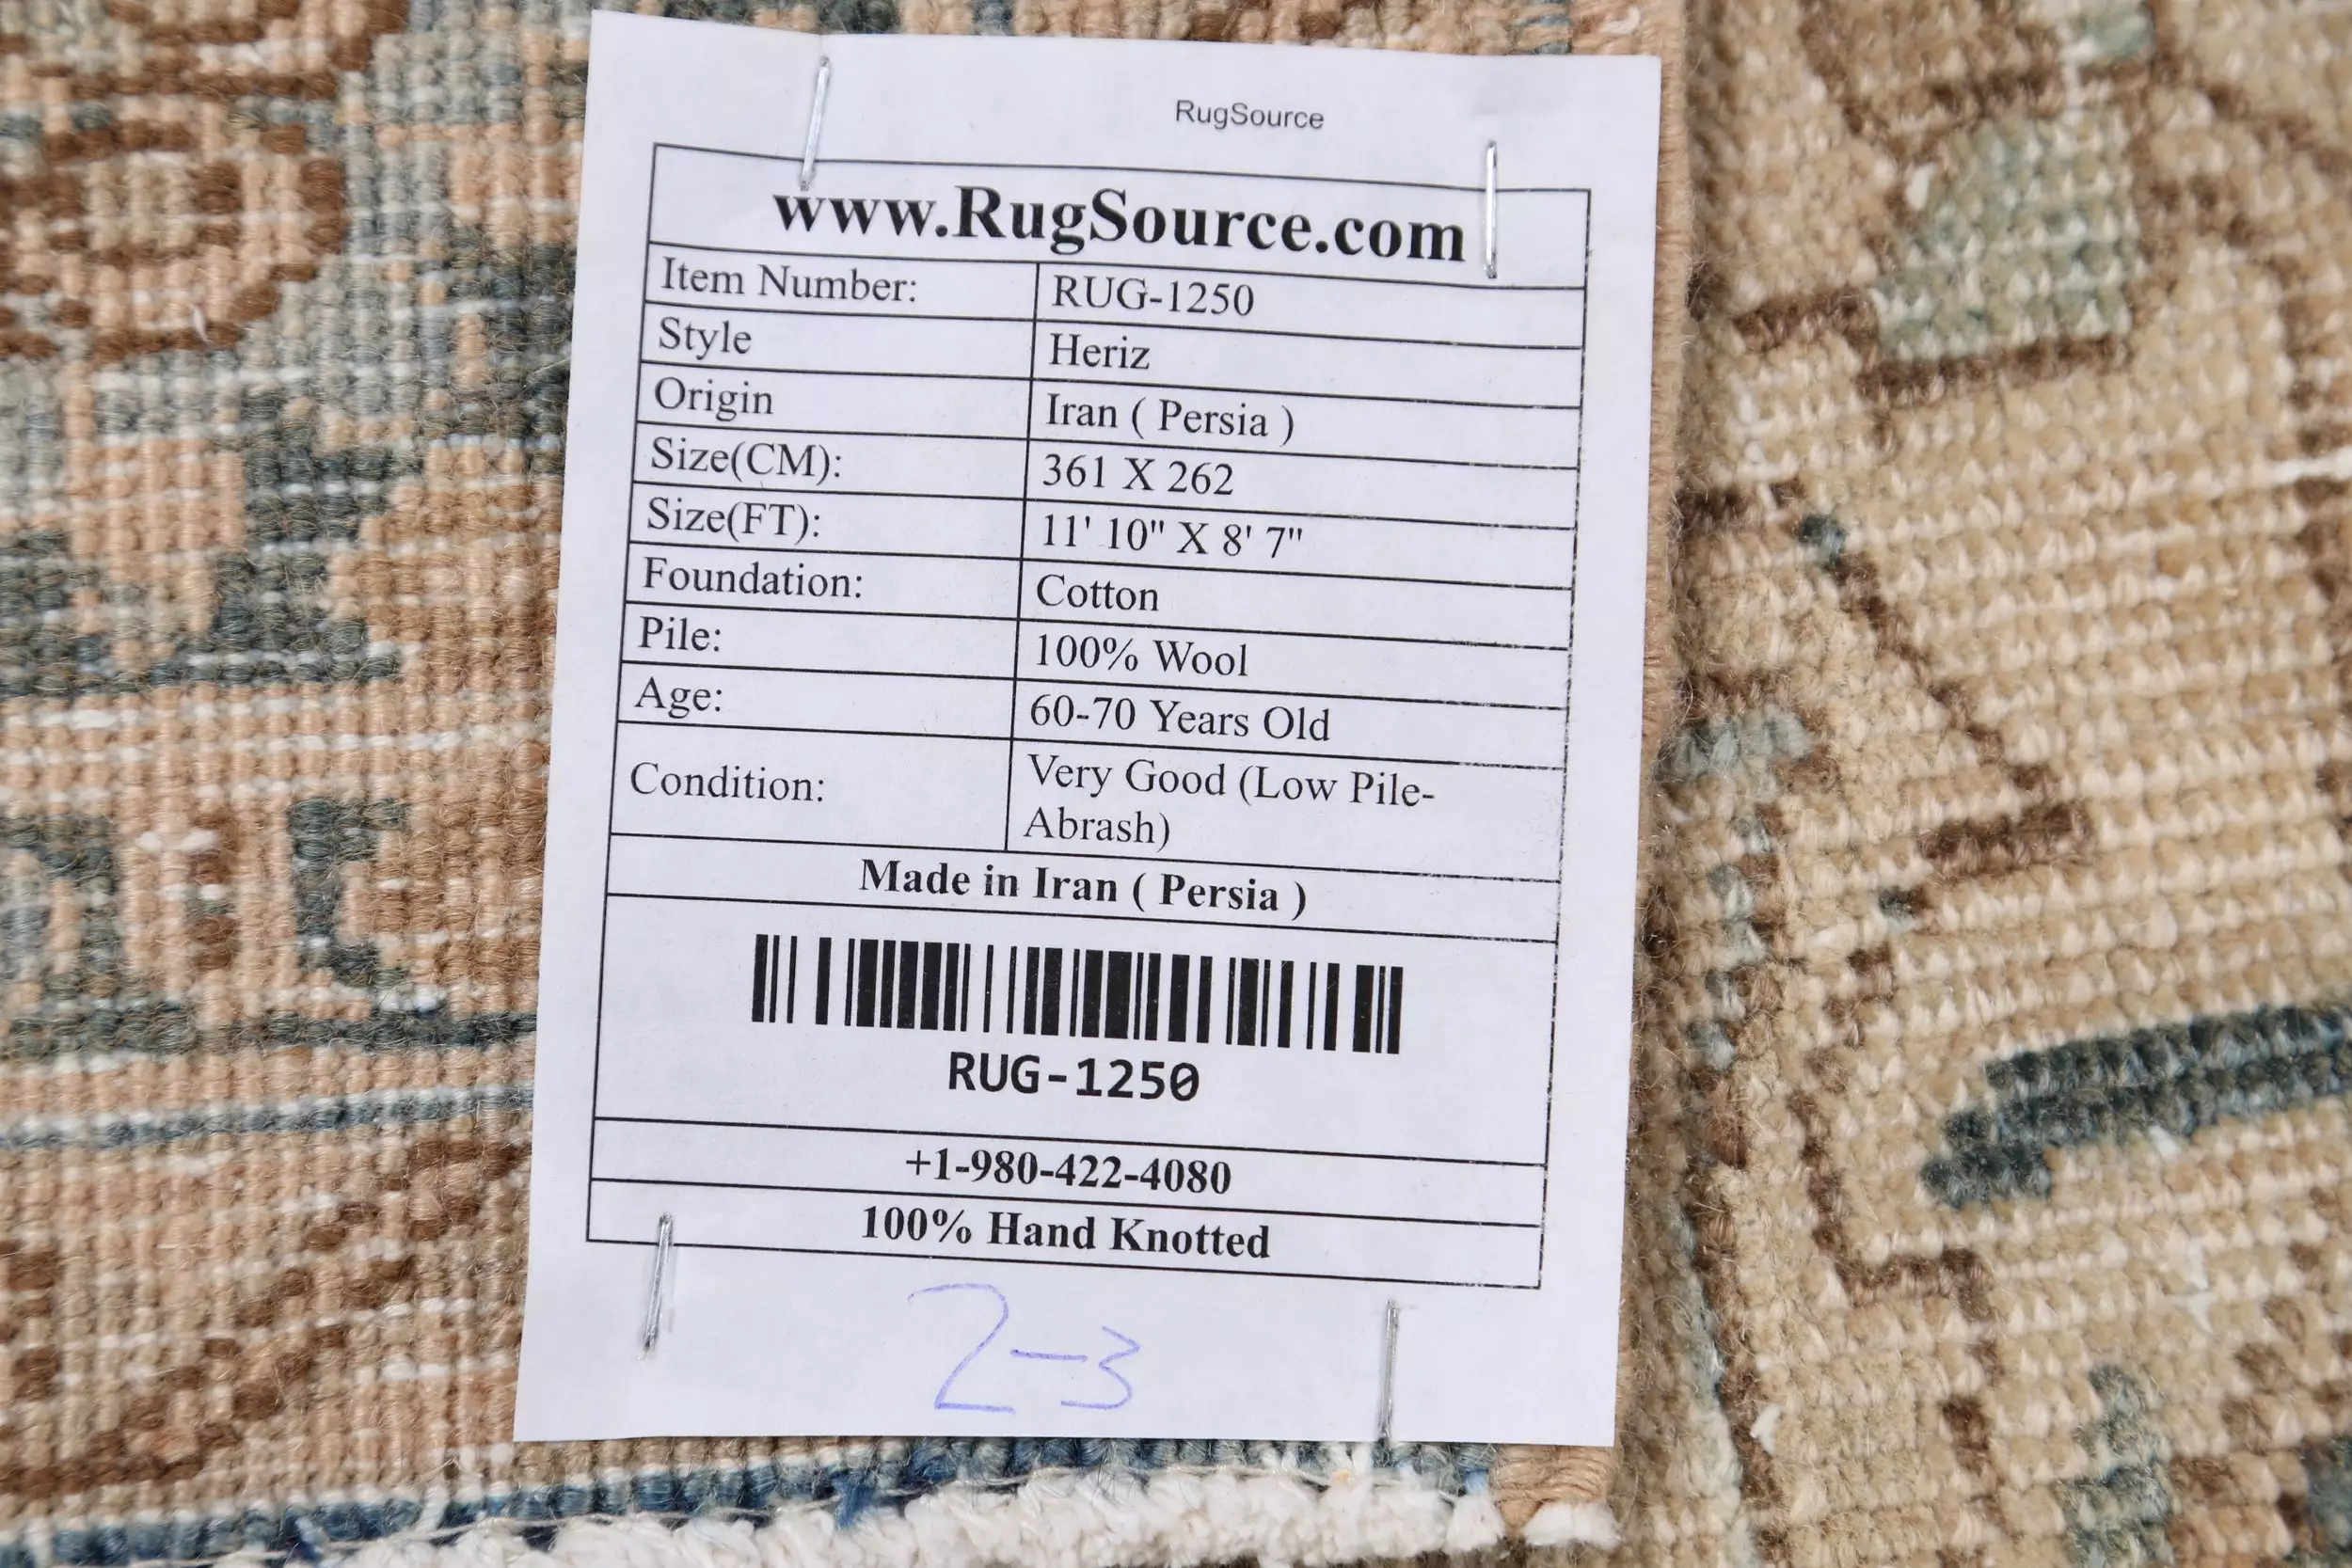 RugSource
www.RugSource.com
Item Number: RUG-1250
Style Heriz
Origin Iran ( Persia )
Size(CM): 361 X 262
Size(FT): 11' 10" X 8' 7"
Foundation: Cotton
Pile: 100% Wool
Age: 60-70 Years Old
Condition: Very Good (Low Pile-
Abrash)
Made in Iran ( Persia )
RUG-1250
+1-980-422-4080
100% Hand Knotted
2-3